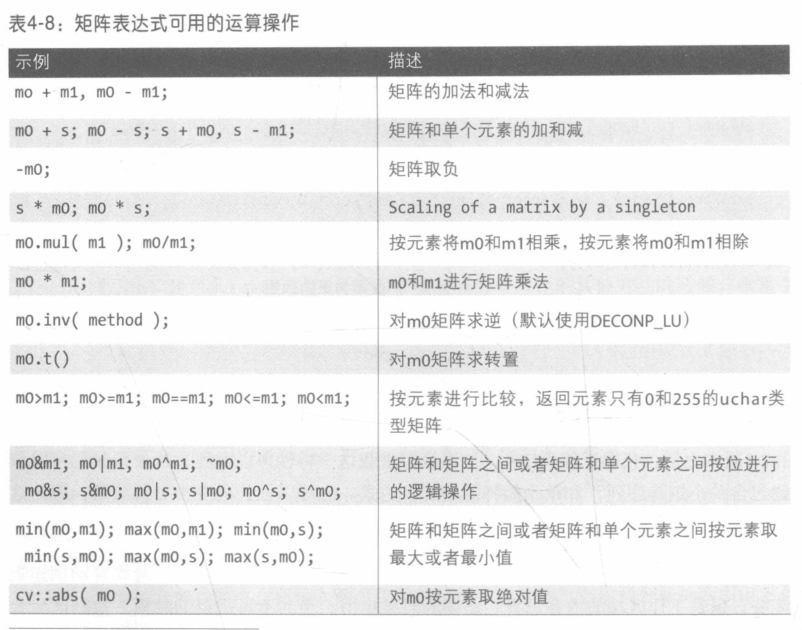 表4-8：矩阵表达式可用的运算操作
示例 描述
mo + m1, m0 - m1; 矩阵的加法和减法
m0 + s; m0 - s; s + m0, s - m1; 矩阵和单个元素的加和减
-m0; 矩阵取负
s * m0; m0 * s; Scaling of a matrix by a singleton
m0.mul( m1 ); m0/m1; 按元素将m0和m1相乘，按元素将m0和m1相除
m0 * m1; m0和m1进行矩阵乘法
m0.inv( method ); 对m0矩阵求逆（默认使用DECONP_LU）
m0.t() 对m0矩阵求转置
m0>m1; m0>=m1; m0==m1; m0<=m1; m0<m1; 按元素进行比较，返回元素只有0和255的uchar类
型矩阵
m0&m1; m0|m1; m0^m1; ~m0; 矩阵和矩阵之间或者矩阵和单个元素之间按位进行
m0&s; s&m0; m0|s; s|m0; m0^s; s^m0; 的逻辑操作
min(m0,m1); max(m0,m1); min(m0,s); 矩阵和矩阵之间或者矩阵和单个元素之间按元素取
min(s,m0); max(m0,s); max(s,m0); 最大或者最小值
cv::abs( m0 ); 对m0按元素取绝对值